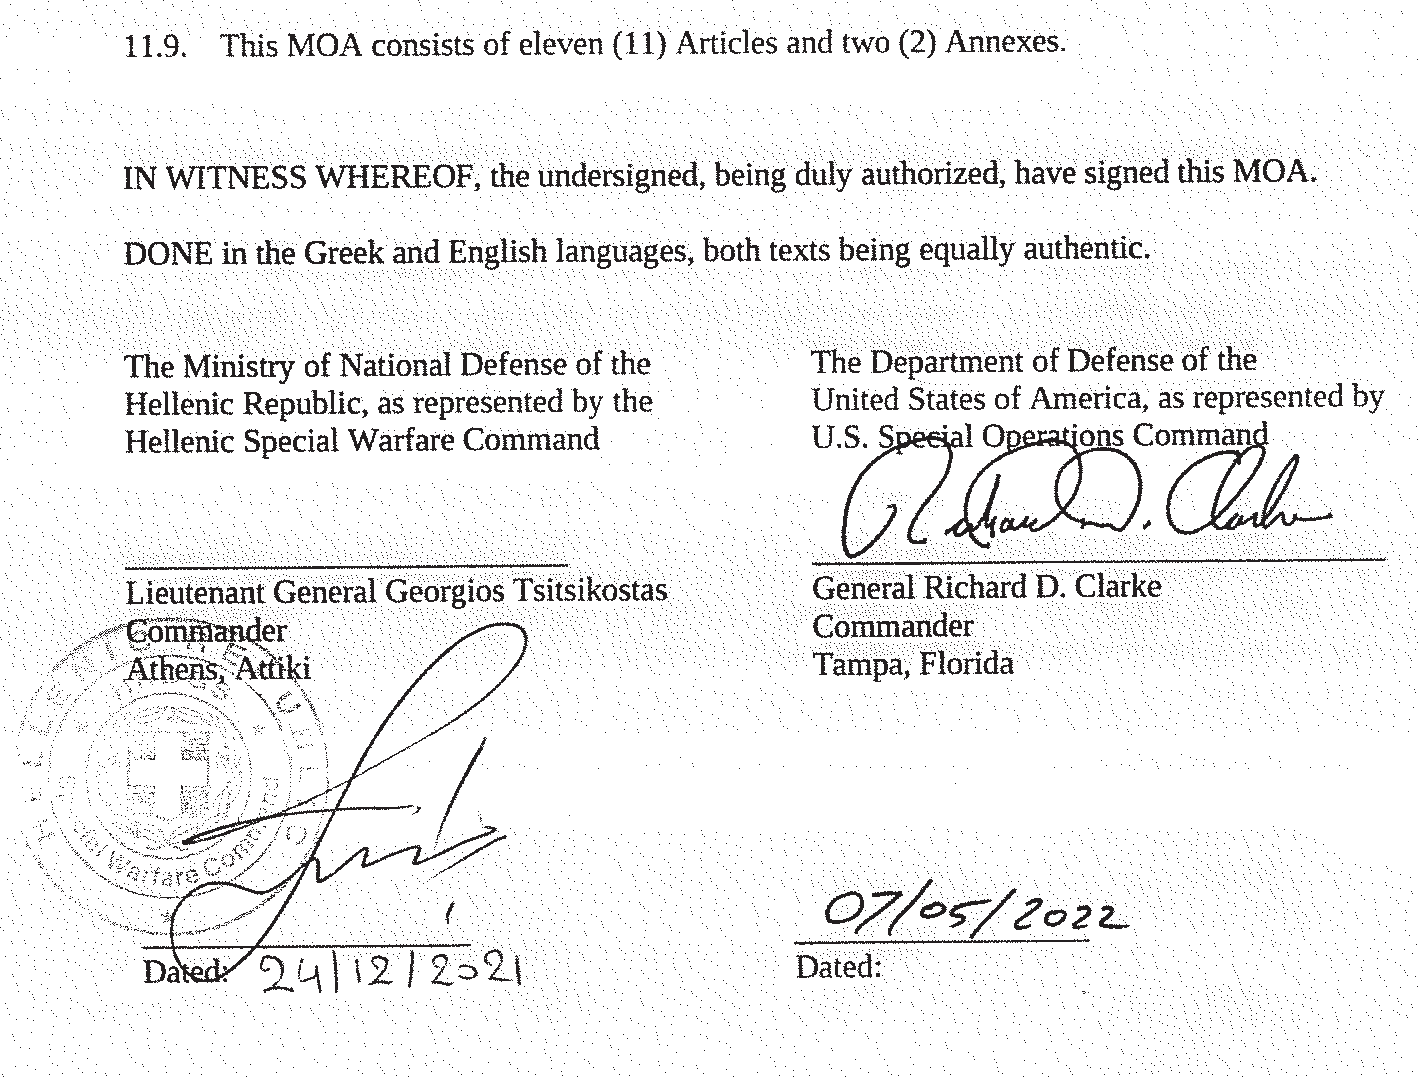 11.9. This MOA consists of eleven (11) Articles and two (2) Annexes.
IN WITNESS WHEREOF, the undersigned, being duly authorized, have signed this MOA.
DONE in the Greek and English languages, both texts being equally authentic.
The Ministry of National Defense of the
Hellenic Republic, as represented by the
Hellenic Special Warfare Command
Lieutenant General Georgios Tsitsikostas
Commander
Athens, Attiki
Warfare Command
Dated: 24/12/2021
The Department of Defense of the
United States of America, as represented by
U.S. Special Operations Command
Richard D. Clarke
General Richard D. Clarke
Commander
Tampa, Florida
07/05/2022
Dated: